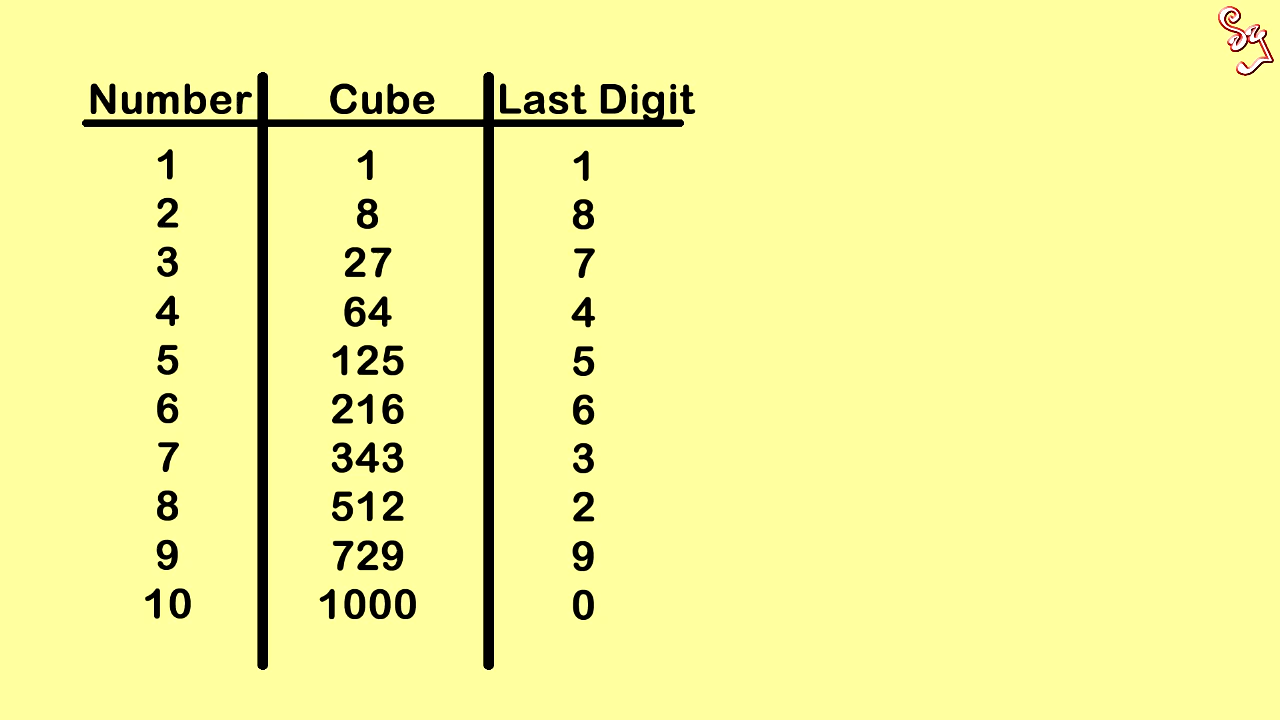 Number Cube Last Digit
1 1 1
2 8 8
3 27 7
4 64 4
5 125 5
6 216 6
7 343 3
8 512 2
9 729 9
10 1000 0